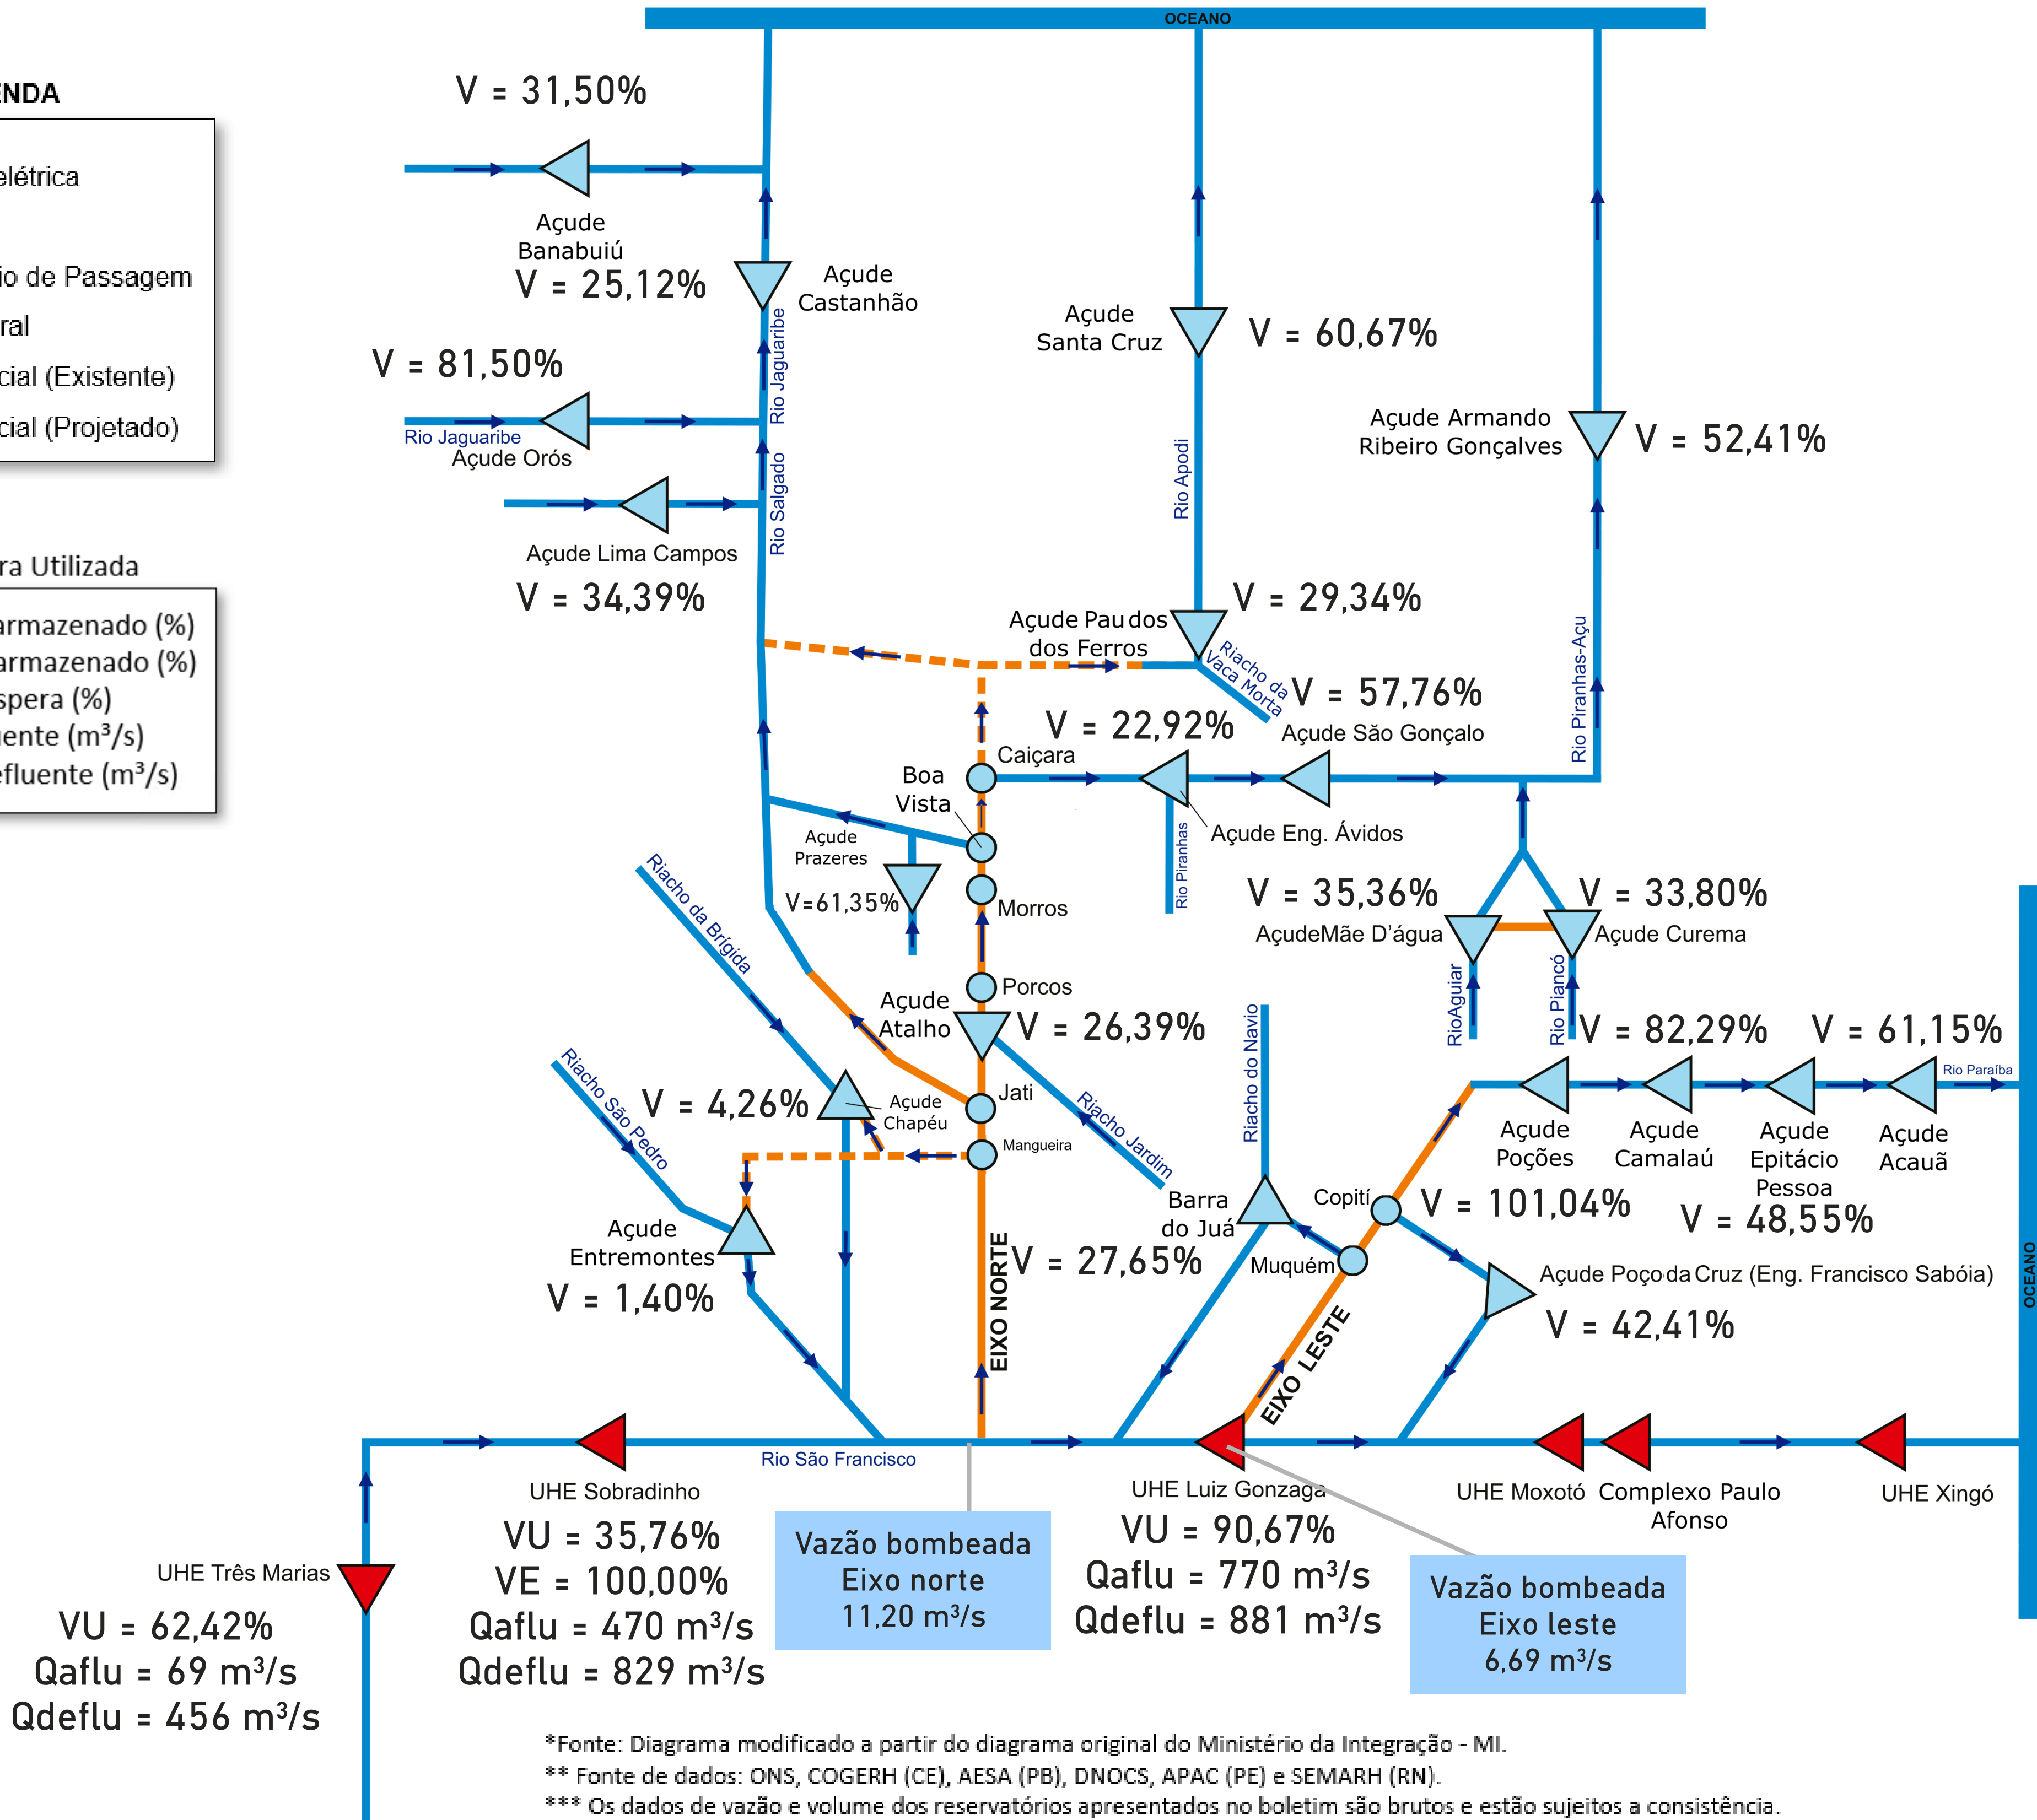 OCEANO
ENDA
elétrica
io de Passagem
ral
cial (Existente)
cial (Projetado)
ra Utilizada
armazenado (%)
armazenado (%)
spera (%)
uente (m³/s)
efluente (m³/s)
V = 31,50%
Açude
Banabuiú
V = 25,12%
Açude
Castanhão
Rio Jaguaribe
V = 81,50%
Rio Jaguaribe
Açude Orós
Rio Salgado
Açude Lima Campos
V = 34,39%
Açude
Santa Cruz
V = 60,67%
Rio Apodi
Açude Armando
Ribeiro Gonçalves
V = 52,41%
Rio Piranhas-Açu
Açude Pau dos
dos Ferros
V = 29,34%
Riacho da
Vaca Morta
V = 57,76%
Açude São Gonçalo
V = 22,92%
Caiçara
Boa
Vista
Açude Eng. Ávidos
Rio Piranhas
Açude
Prazeres
V=61,35%
Morros
Porcos
Riacho da Brígida
V = 35,36%
AçudeMãe D'água
V = 33,80%
Açude Curema
RioAguiar
Rio Piancó
Açude
Atalho
V = 26,39%
Riacho do Navio
V = 82,29%
V = 61,15%
Rio Paraíba
Riacho São Pedro
V = 4,26%
Açude
Chapéu
Jati
Mangueira
Riacho Jardim
Açude
Poções
Açude
Camalaú
Açude
Epitácio
Pessoa
Açude
Acauã
V = 101,04%
V = 48,55%
Barra
do Juá
Copití
Muquém
V = 27,65%
Açude
Entremontes
V = 1,40%
EIXO NORTE
EIXO LESTE
Açude Poço da Cruz (Eng. Francisco Sabóia)
V = 42,41%
OCEANO
Rio São Francisco
UHE Sobradinho
VU = 35,76%
VE = 100,00%
Qaflu = 470 m³/s
Qdeflu = 829 m³/s
Vazão bombeada
Eixo norte
11,20 m³/s
UHE Luiz Gonzaga
VU = 90,67%
Qaflu = 770 m³/s
Qdeflu = 881 m³/s
Vazão bombeada
Eixo leste
6,69 m³/s
UHE Moxotó
Complexo Paulo
Afonso
UHE Xingó
UHE Três Marias
VU = 62,42%
Qaflu = 69 m³/s
Qdeflu = 456 m³/s
*Fonte: Diagrama modificado a partir do diagrama original do Ministério da Integração - MI.
** Fonte de dados: ONS, COGERH (CE), AESA (PB), DNOCS, APAC (PE) e SEMARH (RN).
*** Os dados de vazão e volume dos reservatórios apresentados no boletim são brutos e estão sujeitos a consistência.